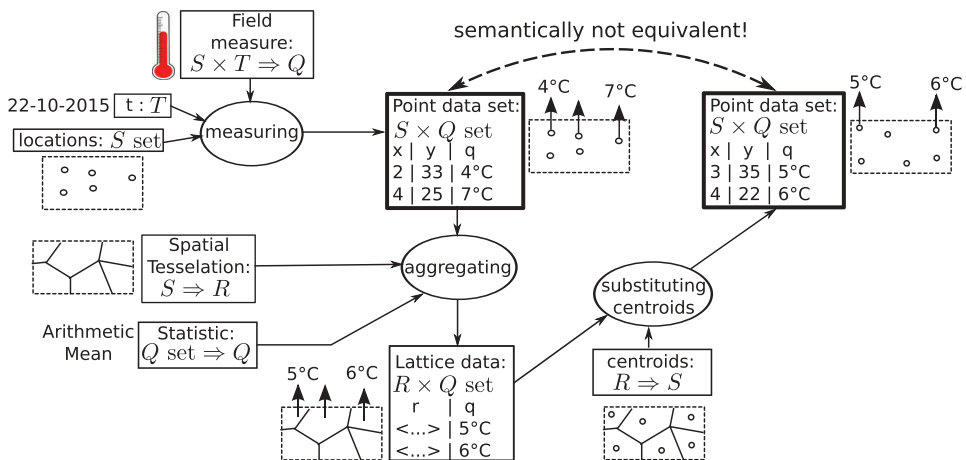 Field
measure:
S × T ⇒ Q
semantically not equivalent!
22-10-2015
t : T
locations: S set
measuring
Point data set:
S × Q set
x | y | q
2 | 33 | 4°C
4 | 25 | 7°C
4°C
7°C
Point data set:
S × Q set
x | y | q
3 | 35 | 5°C
4 | 22 | 6°C
5°C
6°C
Spatial
Tesselation:
S ⇒ R
aggregating
substituting
centroids
Arithmetic
Mean
Statistic:
Q set ⇒ Q
5°C
6°C
Lattice data:
R × Q set
r | q
<...> | 5°C
<...> | 6°C
centroids:
R ⇒ S